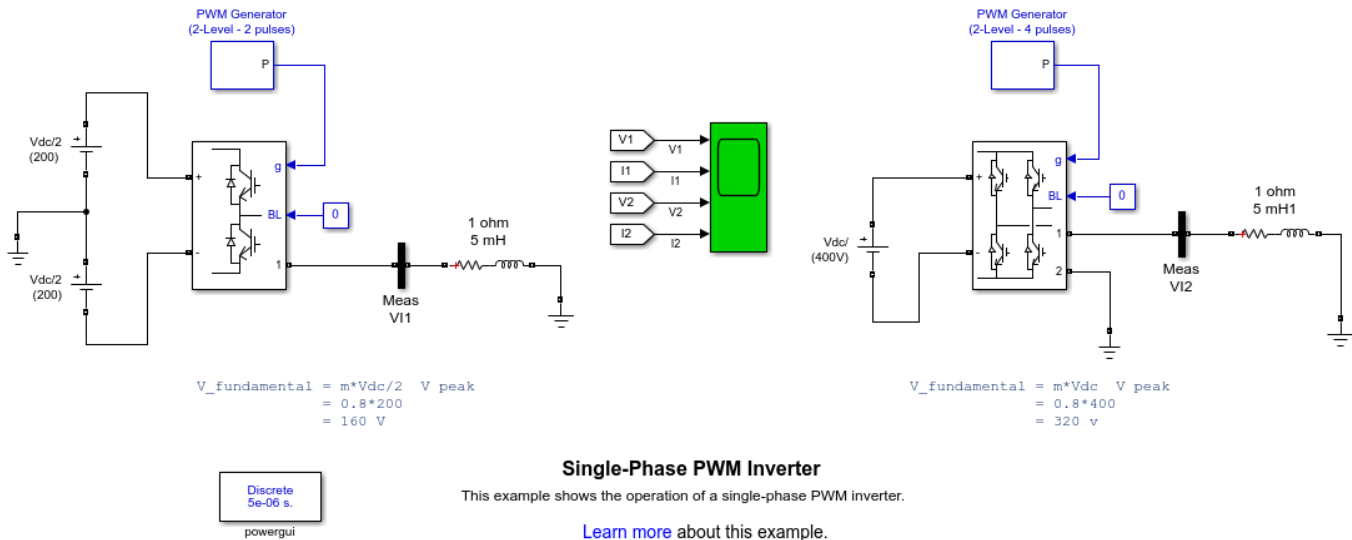 PWM Generator
(2-Level - 2 pulses)
P
Vdc/2
(200)
+
Vdc/2
(200)
+
+
-
g
BL
1
0
1 ohm
5 mH
Meas
VI1
V_fundamental = m*Vdc/2 V peak
= 0.8*200
= 160 V
V1
V1
I1
I1
V2
V2
I2
I2
PWM Generator
(2-Level - 4 pulses)
P
Vdc/
(400V)
+
+
-
g
BL
1
2
0
1 ohm
5 mH1
Meas
VI2
V_fundamental = m*Vdc V peak
= 0.8*400
= 320 v
Discrete
5e-06 s.
powergui
Single-Phase PWM Inverter
This example shows the operation of a single-phase PWM inverter.
Learn more about this example.